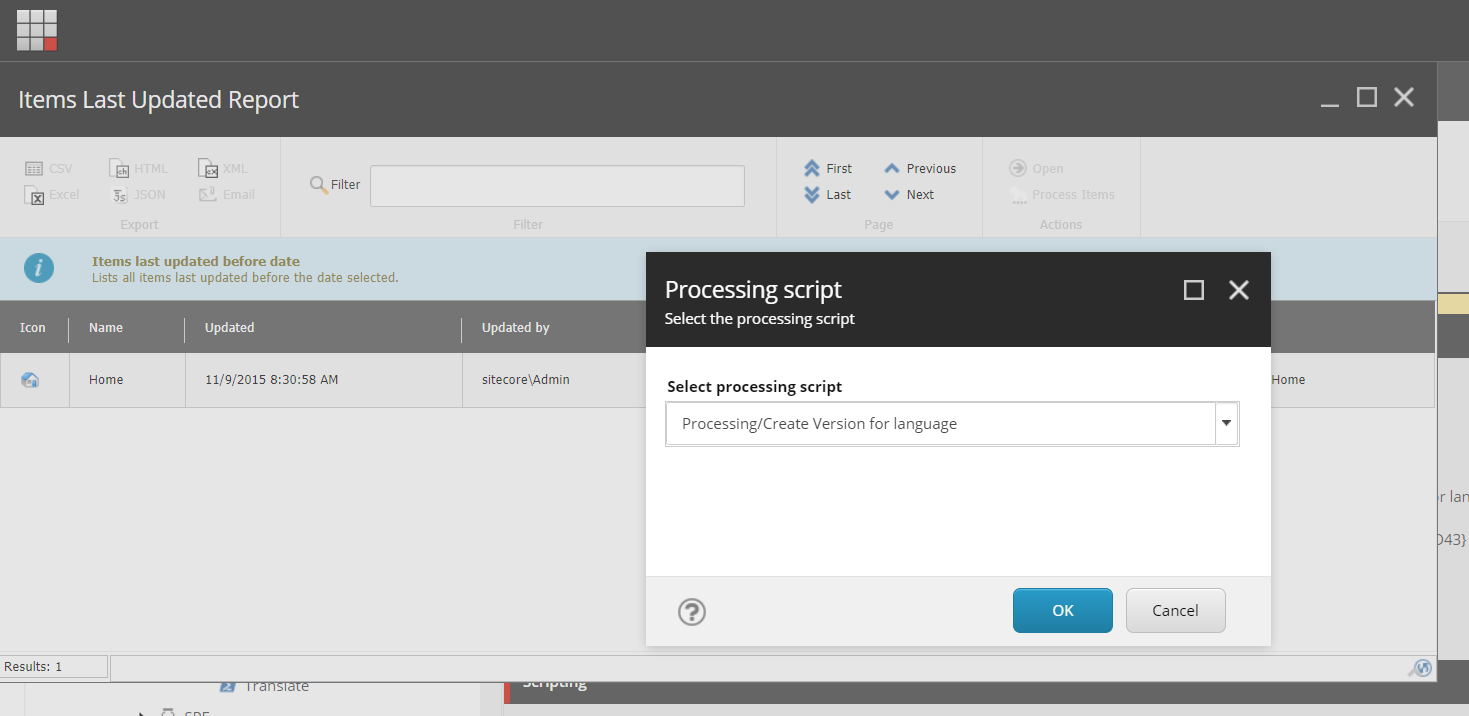 Items Last Updated Report
CSV HTML XML
Excel JSON Email
Export
Filter
Filter
First Previous
Last Next
Page
Open
Process Items
Actions
Items last updated before date
Lists all items last updated before the date selected.
Icon Name Updated Updated by
Home 11/9/2015 8:30:58 AM sitecore\Admin Home
Processing script
Select the processing script
Select processing script
Processing/Create Version for language
OK Cancel
r lan
D43}
Results: 1
Translate
Scripting
SPE